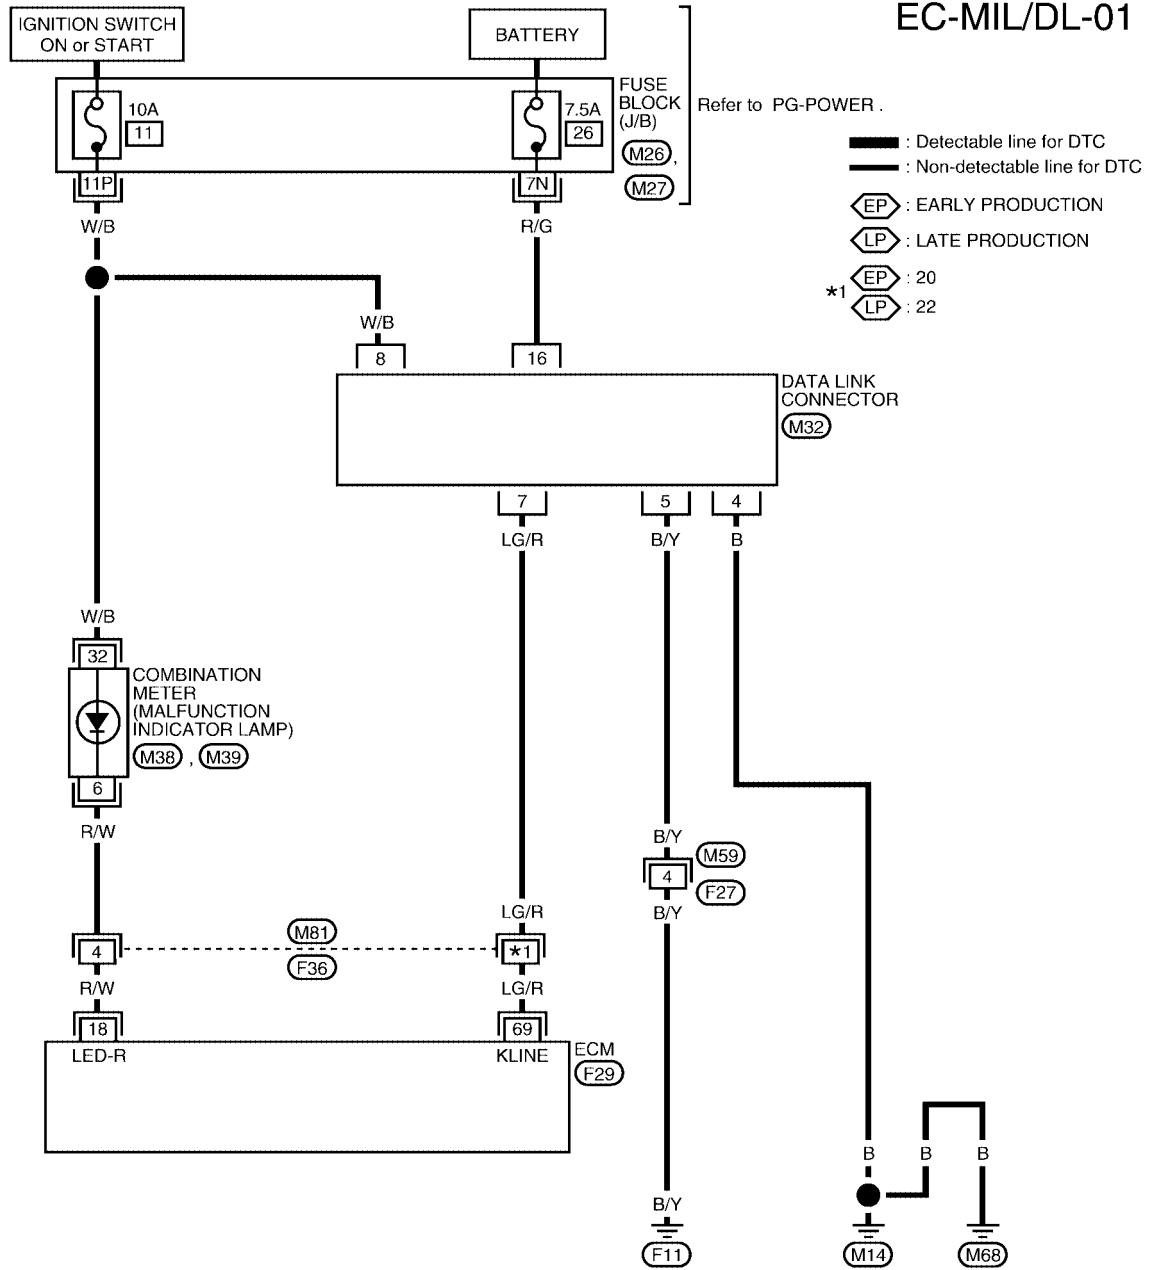 EC-MIL/DL-01
IGNITION SWITCH
ON or START
BATTERY
10A
11
7.5A
26
FUSE
BLOCK
(J/B)
M26 ,
M27
Refer to PG-POWER .
: Detectable line for DTC
: Non-detectable line for DTC
EP : EARLY PRODUCTION
LP : LATE PRODUCTION
*1 EP : 20
LP : 22
11P
7N
W/B
R/G
W/B
8
16
DATA LINK
CONNECTOR
M32
7
5
4
LG/R
B/Y
B
W/B
32
COMBINATION
METER
(MALFUNCTION
INDICATOR LAMP)
M38 , M39
6
R/W
B/Y
M59
4
F27
B/Y
LG/R
4
M81
F36
*1
R/W
LG/R
18
69
LED-R
KLINE
ECM
F29
B
B
B
B/Y
F11
M14
M68